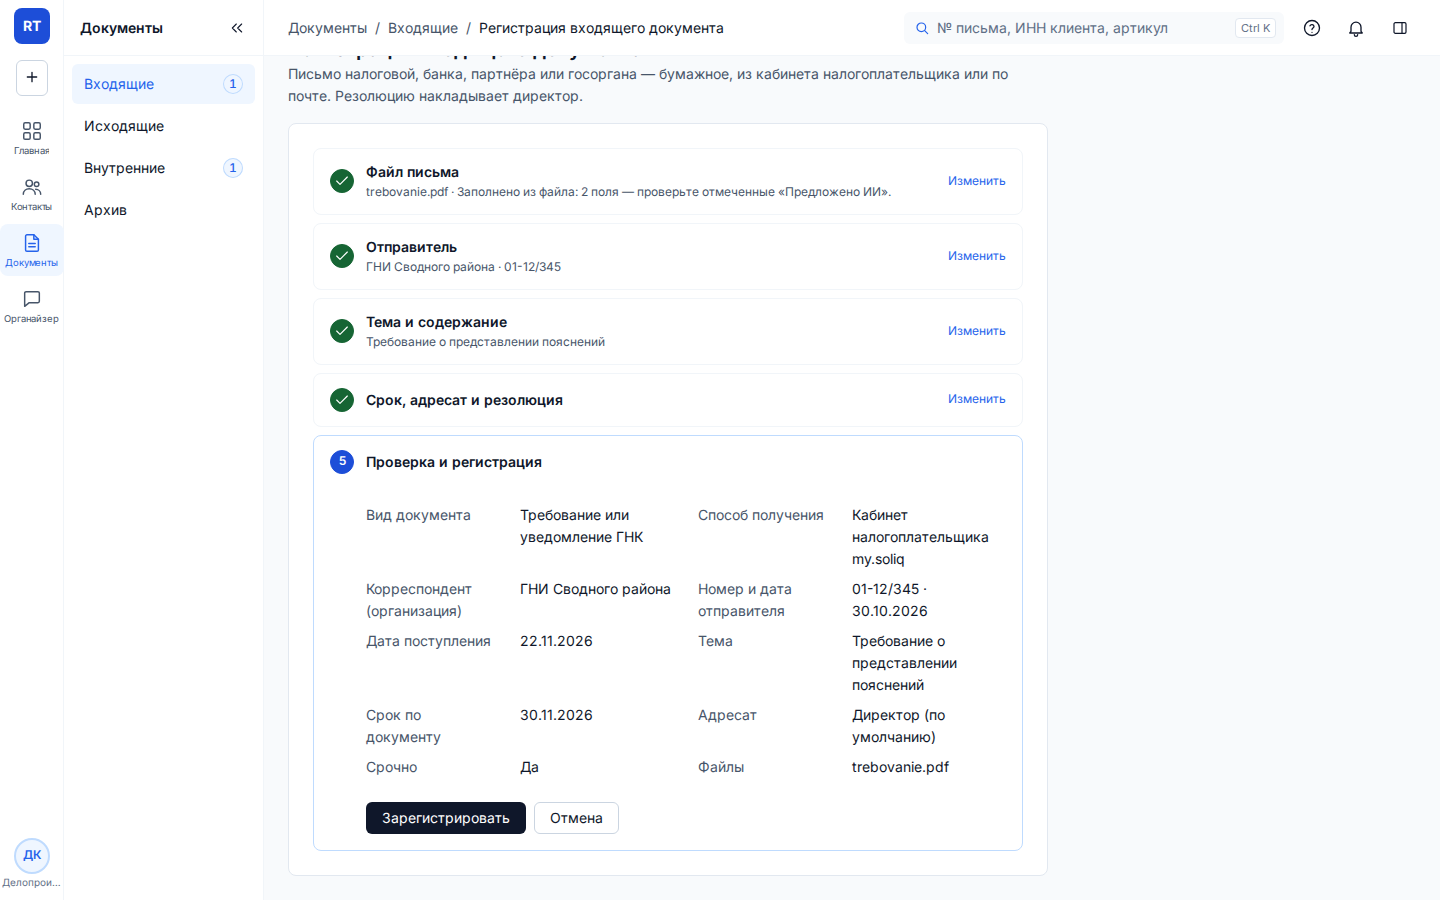 RT
Документы
Документы / Входящие / Регистрация входящего документа
№ письма, ИНН клиента, артикул
Ctrl K
Главная
Контакты
Документы
Органайзер
Входящие 1
Исходящие
Внутренние 1
Архив
Письмо налоговой, банка, партнёра или госоргана — бумажное, из кабинета налогоплательщика или по
почте. Резолюцию накладывает директор.
Файл письма
trebovanie.pdf · Заполнено из файла: 2 поля — проверьте отмеченные «Предложено ИИ».
Изменить
Отправитель
ГНИ Сводного района · 01-12/345
Изменить
Тема и содержание
Требование о представлении пояснений
Изменить
Срок, адресат и резолюция
Изменить
5 Проверка и регистрация
Вид документа
Требование или
уведомление ГНК
Способ получения
Кабинет
налогоплательщика
my.soliq
Корреспондент
(организация)
ГНИ Сводного района
Номер и дата
отправителя
01-12/345 ·
30.10.2026
Дата поступления
22.11.2026
Тема
Требование о
представлении
пояснений
Срок по
документу
30.11.2026
Адресат
Директор (по
умолчанию)
Срочно
Да
Файлы
trebovanie.pdf
Зарегистрировать
Отмена
ДК
Делопрои...